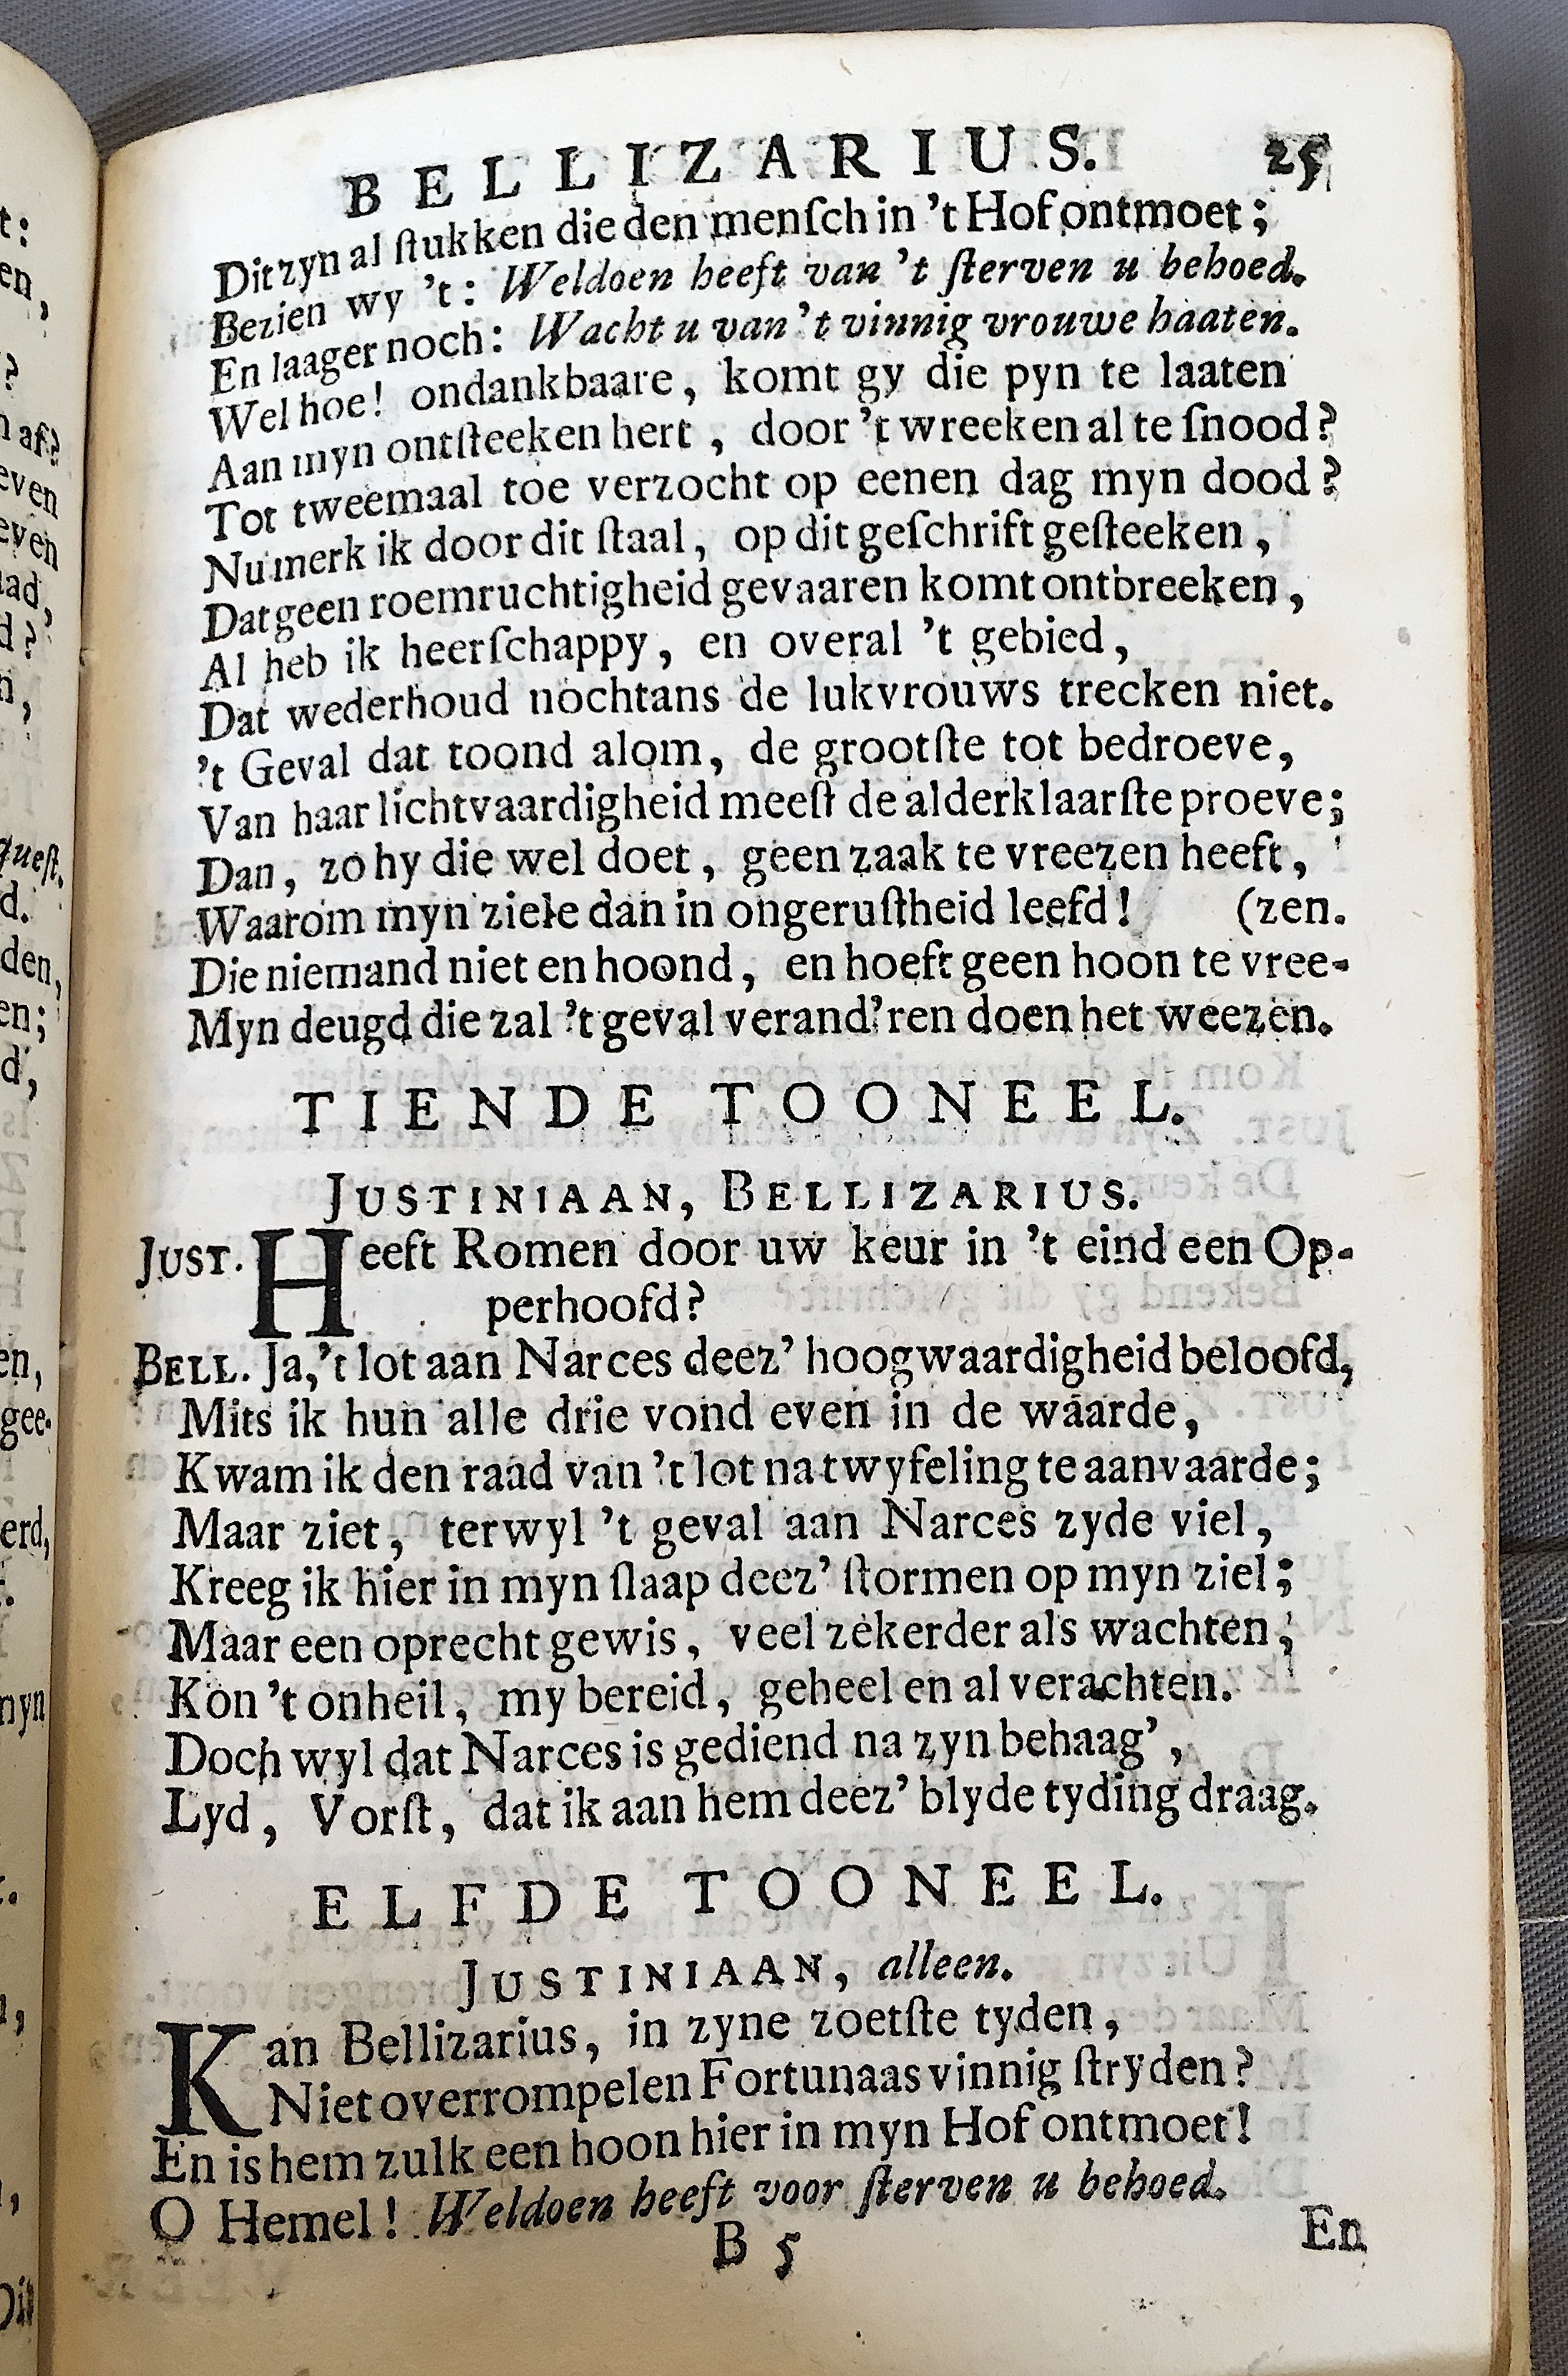 BELLIZARIUS. 25
Dit zyn al ſtukken die den menſch in 't Hof ontmoet;
Bezien wy 't: Weldoen heeft van 't ſterven u behoed.
En laager noch: Wacht u van 't vinnig vrouwe haaten.
Wel hoe! ondankbaare, komt gy die pyn te laaten
Aan myn ontſteeken hert, door 't wreeken al te ſnood?
Tot tweemaal toe verzocht op eenen dag myn dood?
Nu merk ik door dit ſtaal, op dit geſchrift geſteeken,
Dat geen roemruchtigheid gevaaren komt ontbreeken,
Al heb ik heerſchappy, en overal 't gebied,
Dat wederhoud nochtans de lukvrouws trecken niet.
't Geval dat toond alom, de grootſte tot bedroeve,
Van haar lichtvaardigheid meeſt de alderklaarſte proeve;
Dan, zo hy die wel doet, geen zaak te vreezen heeft,
Waarom myn ziele dan in ongeruſtheid leefd! (zen.
Die niemand niet en hoond, en hoeft geen hoon te vree-
Myn deugd die zal 't geval verand'ren doen het weezen.
TIENDE TOONEEL.
JUSTINIAAN, BELLIZARIUS.
JUST. Heeft Romen door uw keur in 't eind een Op-
perhoofd?
BELL. Ja, 't lot aan Narces deez' hoogwaardigheid beloofd,
Mits ik hun alle drie vond even in de waarde,
Kwam ik den raad van 't lot na twyfeling te aanvaarde;
Maar ziet, terwyl 't geval aan Narces zyde viel,
Kreeg ik hier in myn ſlaap deez' ſtormen op myn ziel;
Maar een oprecht gewis, veel zekerder als wachten,
Kon 't onheil, my bereid, geheel en al verachten.
Doch wyl dat Narces is gediend na zyn behaag',
Lyd, Vorſt, dat ik aan hem deez' blyde tyding draag.
ELFDE TOONEEL.
JUSTINIAAN, alleen.
Kan Bellizarius, in zyne zoetſte tyden,
Niet overrompelen Fortunaas vinnig ſtryden?
En is hem zulk een hoon hier in myn Hof ontmoet!
O Hemel! Weldoen heeft voor ſterven u behoed.
B 5 En